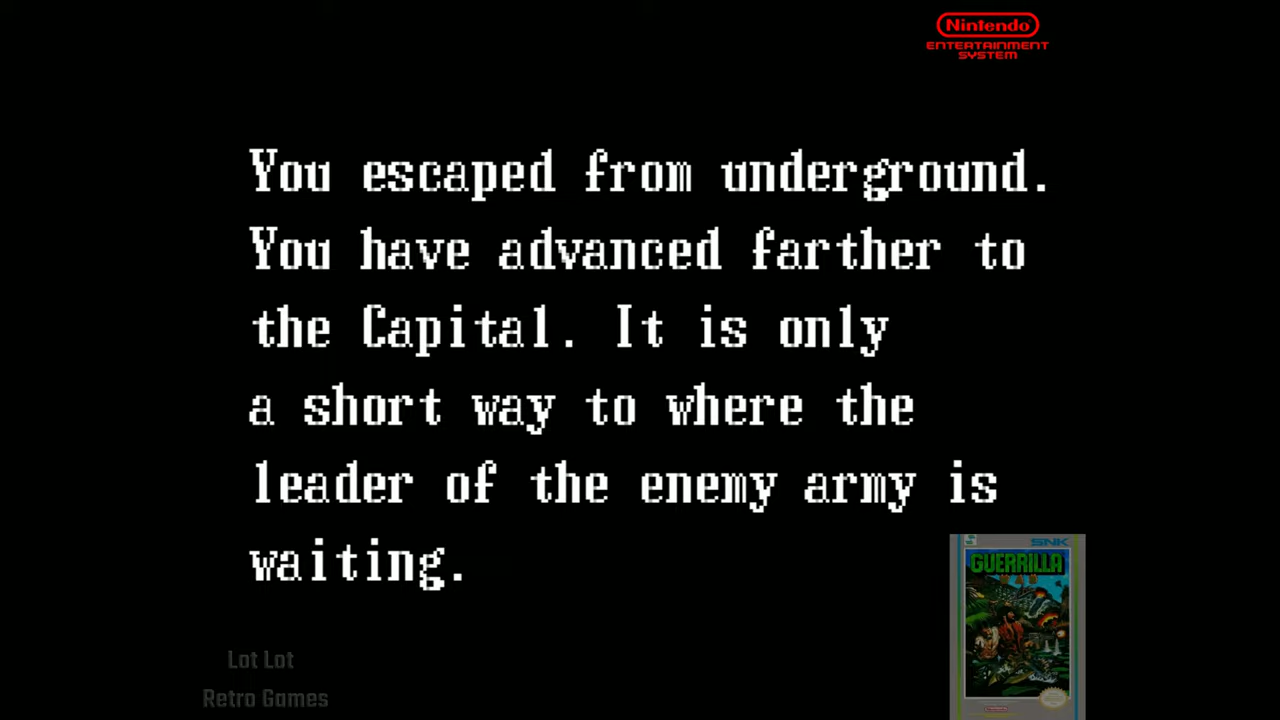 Nintendo
ENTERTAINMENT
SYSTEM
You escaped from underground.
You have advanced farther to
the Capital. It is only
a short way to where the
leader of the enemy army is
waiting.
SNK
GUERRILLA
WAR
Lot Lot
Retro Games